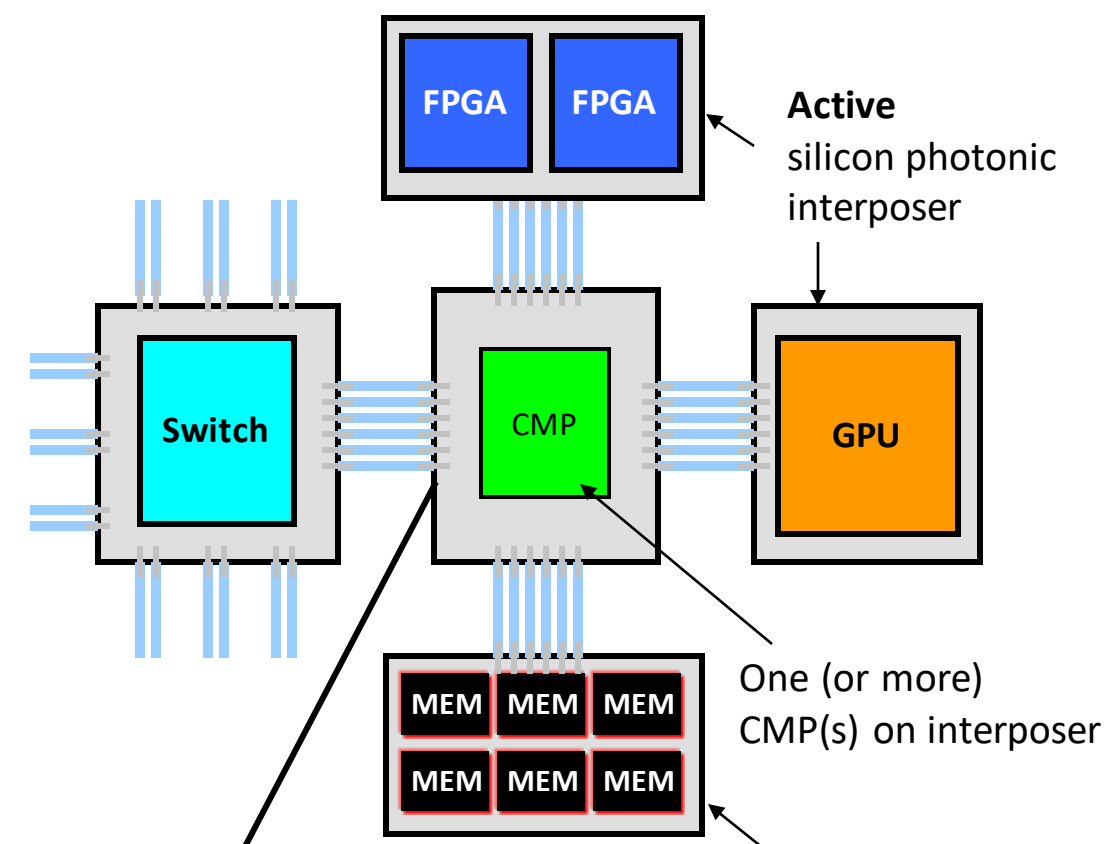 FPGA FPGA
Active
silicon photonic
interposer
Switch
CMP
GPU
One (or more)
CMP(s) on interposer
MEM MEM MEM
MEM MEM MEM